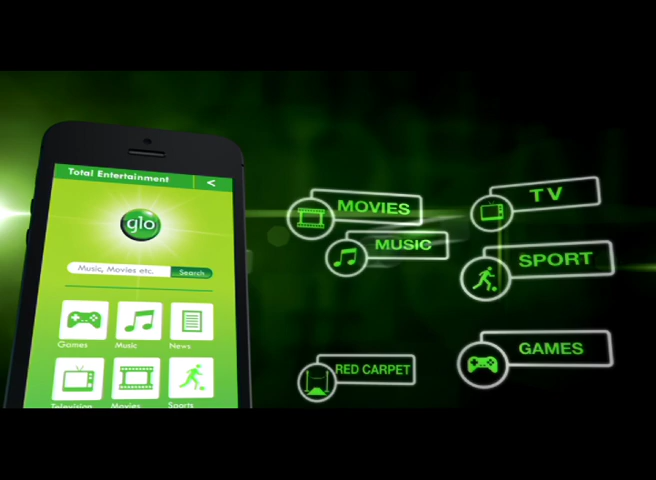 Total Entertainment
<
glo
Music, Movies etc.
Search
Games
Music
News
Television
Movies
Sports
MOVIES
MUSIC
RED CARPET
TV
SPORT
GAMES